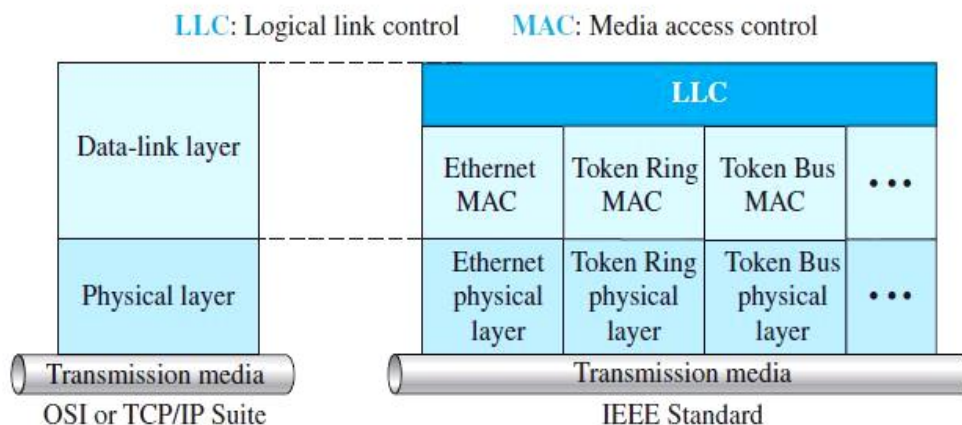 LLC: Logical link control MAC: Media access control
LLC
Data-link layer
Ethernet
MAC
Token Ring
MAC
Token Bus
MAC
•••
Physical layer
Ethernet
physical
layer
Token Ring
physical
layer
Token Bus
physical
layer
•••
Transmission media
Transmission media
OSI or TCP/IP Suite
IEEE Standard